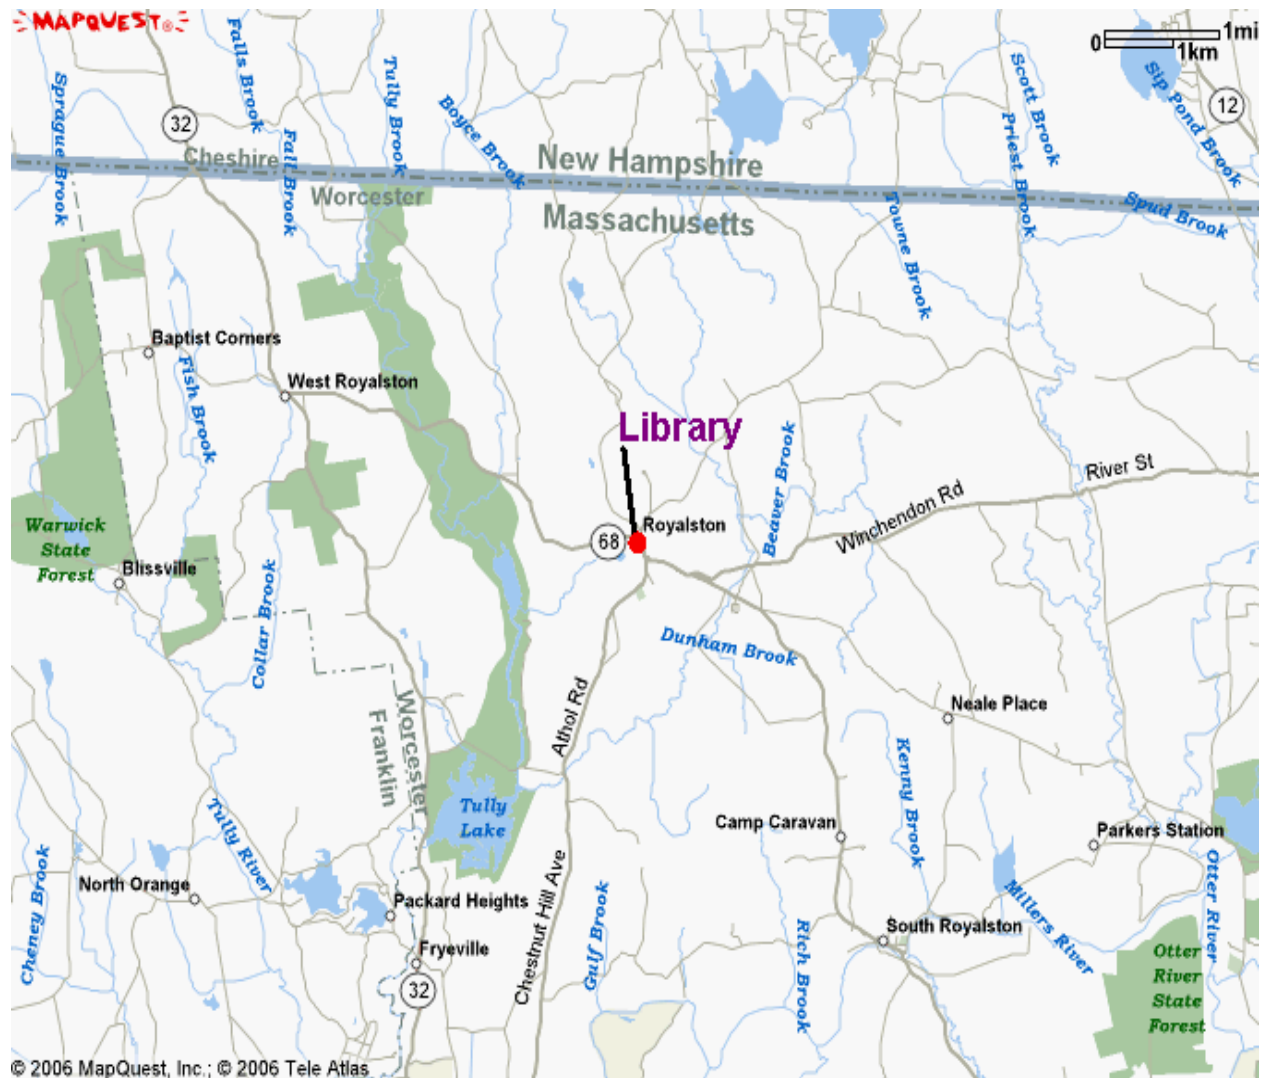 MAPQUEST®
0
1mi
1km
Falls Brook
Tully Brook
Sprague Brook
Boyce Brook
Scott Brook
Sip Pond Brook
12
32
Fall Brook
Priest Brook
Cheshire
New Hampshire
Worcester
Massachusetts
Towne Brook
Spud Brook
Baptist Corners
Fish Brook
West Royalston
Library
Beaver Brook
River St
Winchendon Rd
Warwick
State
Forest
Royalston
68
Blissville
Collar Brook
Dunham Brook
Worcester
Franklin
Athol Rd
Neale Place
Kenny Brook
Tully
Lake
Tully River
Camp Caravan
Parkers Station
Cheney Brook
North Orange
Packard Heights
Chestnut Hill Ave
Gulf Brook
Rich Brook
South Royalston
Millers River
Otter River
Fryeville
32
Otter
River
State
Forest
© 2006 MapQuest, Inc.; © 2006 Tele Atlas